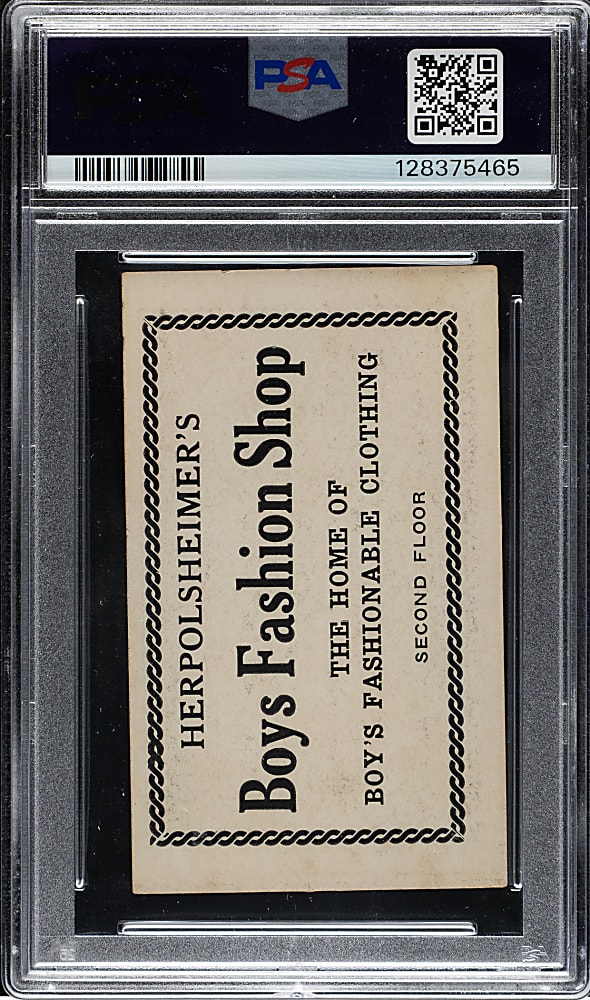 PSA
128375465
HERPOLSHEIMER'S
Boys Fashion Shop
THE HOME OF
BOY'S FASHIONABLE CLOTHING
SECOND FLOOR